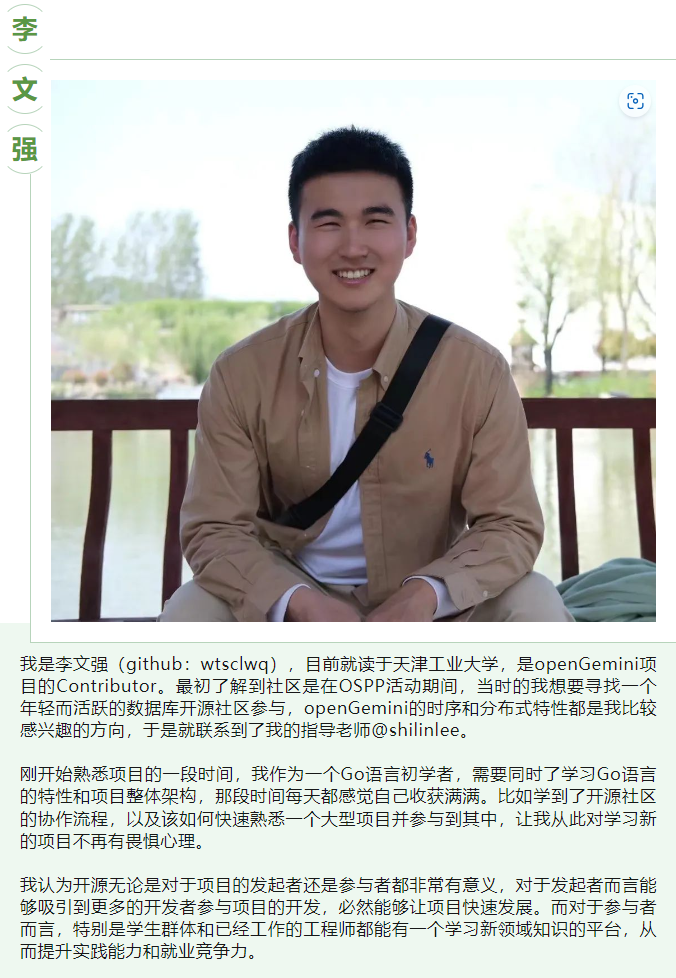 李
文
强
我是李文强（github：wtsclwq），目前就读于天津工业大学，是openGemini项
目的Contributor。最初了解到社区是在OSPP活动期间，当时的我想要寻找一个
年轻而活跃的数据库开源社区参与，openGemini的时序和分布式特性都是我比较
感兴趣的方向，于是就联系到了我的指导老师@shilinlee。
刚开始熟悉项目的一段时间，我作为一个Go语言初学者，需要同时了学习Go语言
的特性和项目整体架构，那段时间每天都感觉自己收获满满。比如学到了开源社区
的协作流程，以及该如何快速熟悉一个大型项目并参与到其中，让我从此对学习新
的项目不再有畏惧心理。
我认为开源无论是对于项目的发起者还是参与者都非常有意义，对于发起者而言能
够吸引到更多的开发者参与项目的开发，必然能够让项目快速发展。而对于参与者
而言，特别是学生群体和已经工作的工程师都能有一个学习新领域知识的平台，从
而提升实践能力和就业竞争力。